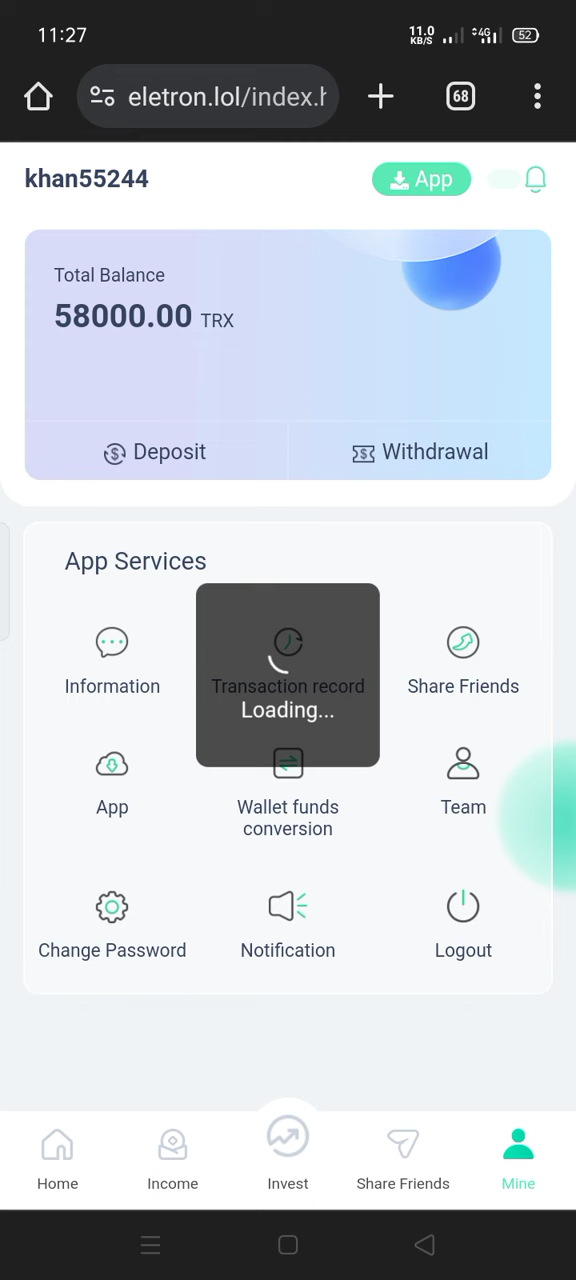 11:27
11.0
KB/S
4G
52
eletron.lol/index.h
68
khan55244
App
Total Balance
58000.00 TRX
Deposit
Withdrawal
App Services
Information
Transaction record
Share Friends
Loading...
App
Wallet funds
conversion
Team
Change Password
Notification
Logout
Home
Income
Invest
Share Friends
Mine